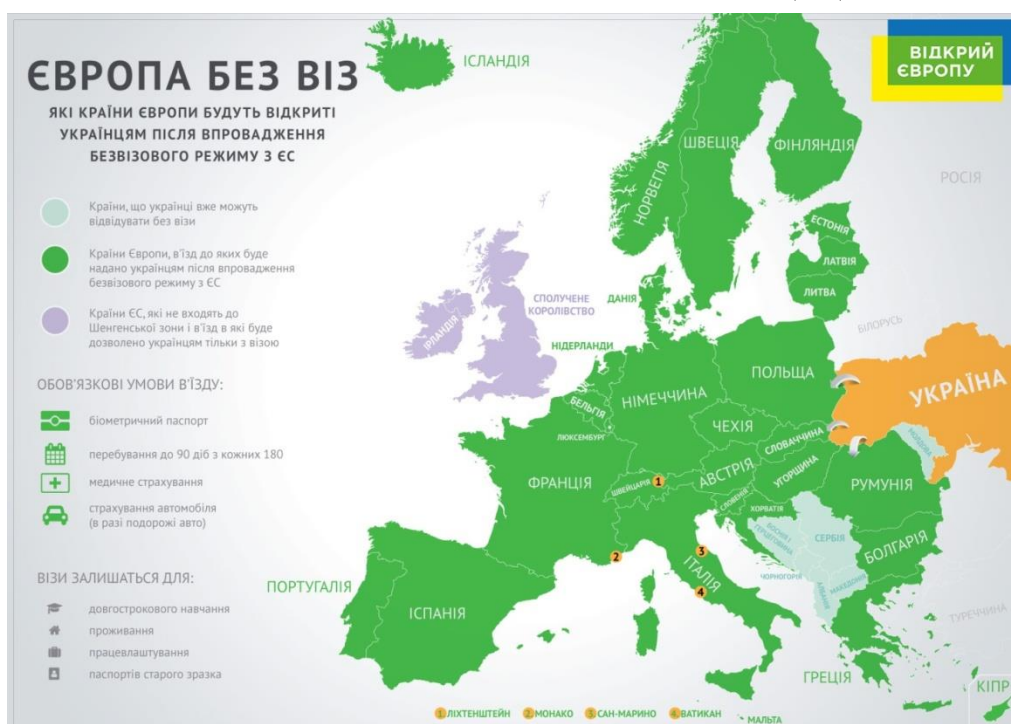 ЄВРОПА БЕЗ ВІЗ
ЯКІ КРАЇНИ ЄВРОПИ БУДУТЬ ВІДКРИТІ
УКРАЇНЦЯМ ПІСЛЯ ВПРОВАДЖЕННЯ
БЕЗВІЗОВОГО РЕЖИМУ З ЄС
Країни, що українці вже можуть
відвідувати без візи
Країни Європи, в'їзд до яких буде
надано українцям після впровадження
безвізового режиму з ЄС
Країни ЄС, які не входять до
Шенгенської зони і в'їзд в які буде
дозволено українцям тільки з візою
ОБОВ'ЯЗКОВІ УМОВИ В'ЇЗДУ:
біометричний паспорт
перебування до 90 діб з кожних 180
медичне страхування
страхування автомобіля
(в разі подорожі авто)
ВІЗИ ЗАЛИШАТЬСЯ ДЛЯ:
довгострокового навчання
проживання
працевлаштування
паспортів старого зразка
ВІДКРИЙ
ЄВРОПУ
ІСЛАНДІЯ
НОРВЕГІЯ
ШВЕЦІЯ
ФІНЛЯНДІЯ
РОСІЯ
ЕСТОНІЯ
ЛАТВІЯ
ЛИТВА
БІЛОРУСЬ
ІРЛАНДІЯ
СПОЛУЧЕНЕ
КОРОЛІВСТВО
ДАНІЯ
НІДЕРЛАНДИ
БЕЛЬГІЯ
ЛЮКСЕМБУРГ
НІМЕЧЧИНА
ПОЛЬЩА
УКРАЇНА
ЧЕХІЯ
СЛОВАЧЧИНА
МОЛДОВА
ФРАНЦІЯ
ШВЕЙЦАРІЯ
1
АВСТРІЯ
УГОРЩИНА
РУМУНІЯ
СЛОВЕНІЯ
ХОРВАТІЯ
БОСНІЯ І
ГЕРЦЕГОВИНА
СЕРБІЯ
БОЛГАРІЯ
ЧОРНОГОРІЯ
АЛБАНІЯ
МАКЕДОНІЯ
2
3
ІТАЛІЯ
4
ПОРТУГАЛІЯ
ІСПАНІЯ
ТУРЕЧЧИНА
ГРЕЦІЯ
КІПР
1 ЛІХТЕНШТЕЙН 2 МОНАКО 3 САН-МАРИНО 4 ВАТИКАН
МАЛЬТА